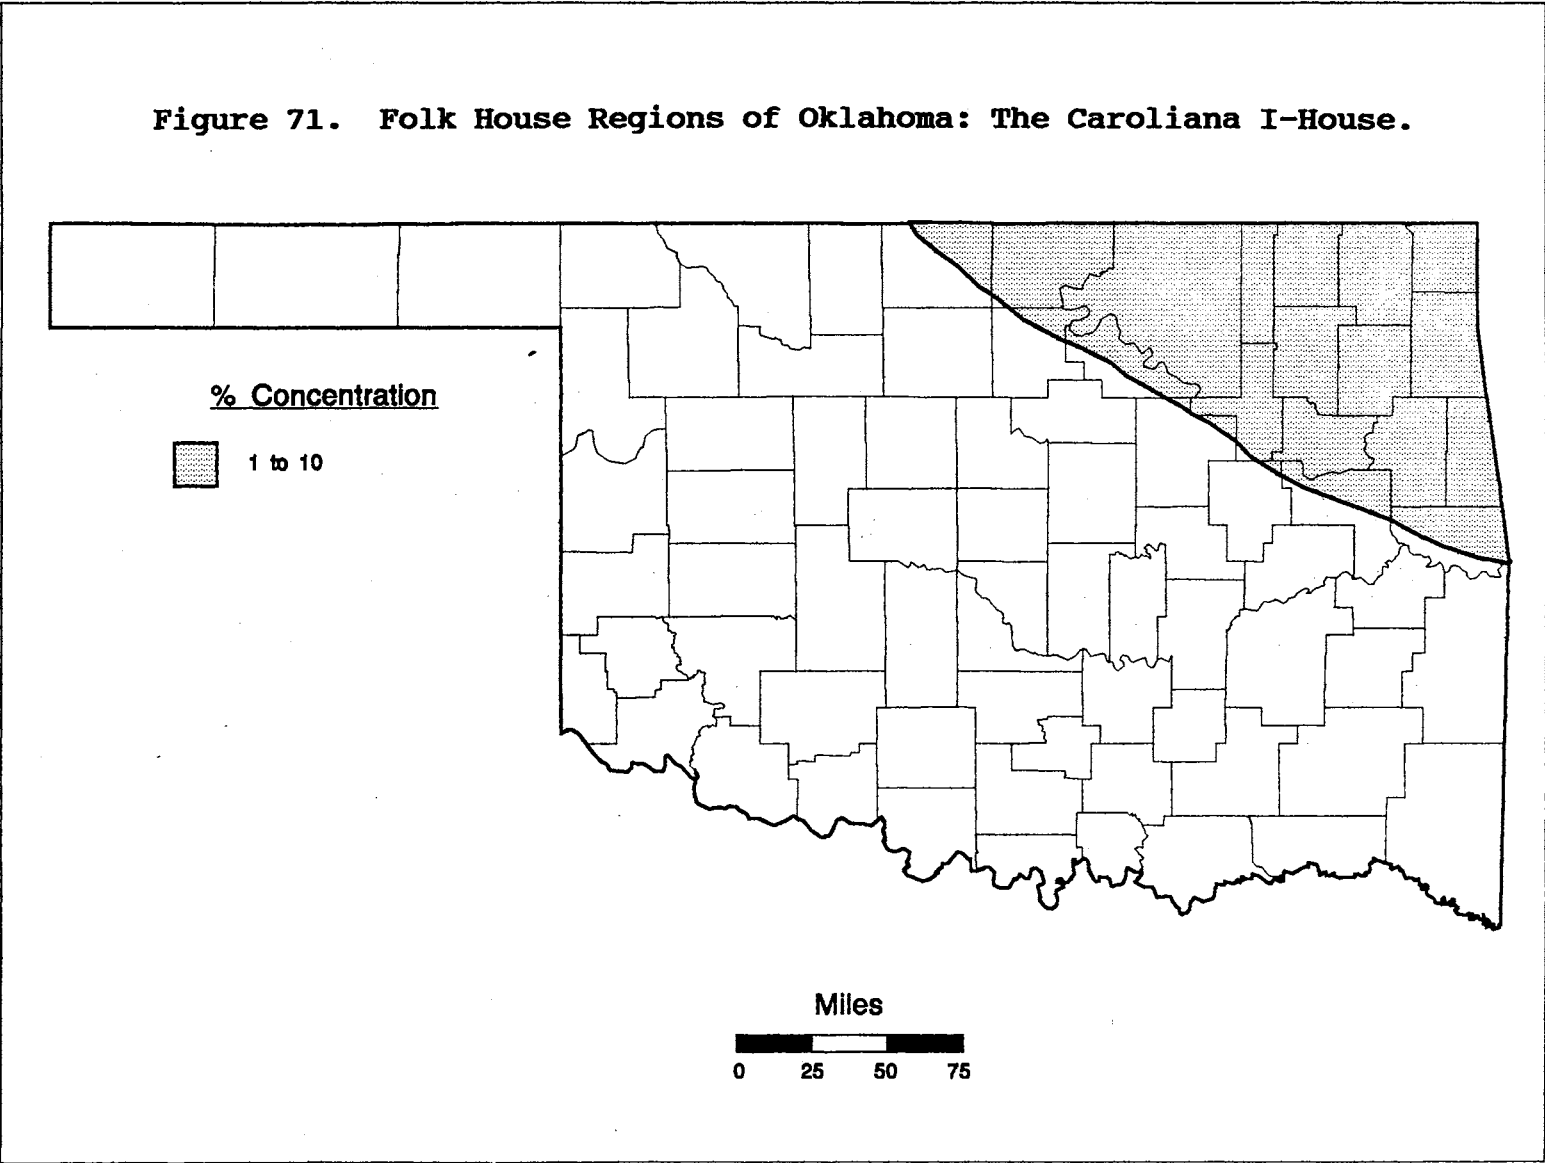 Figure 71. Folk House Regions of Oklahoma: The Caroliana I-House.
% Concentration
1 to 10
Miles
0 25 50 75